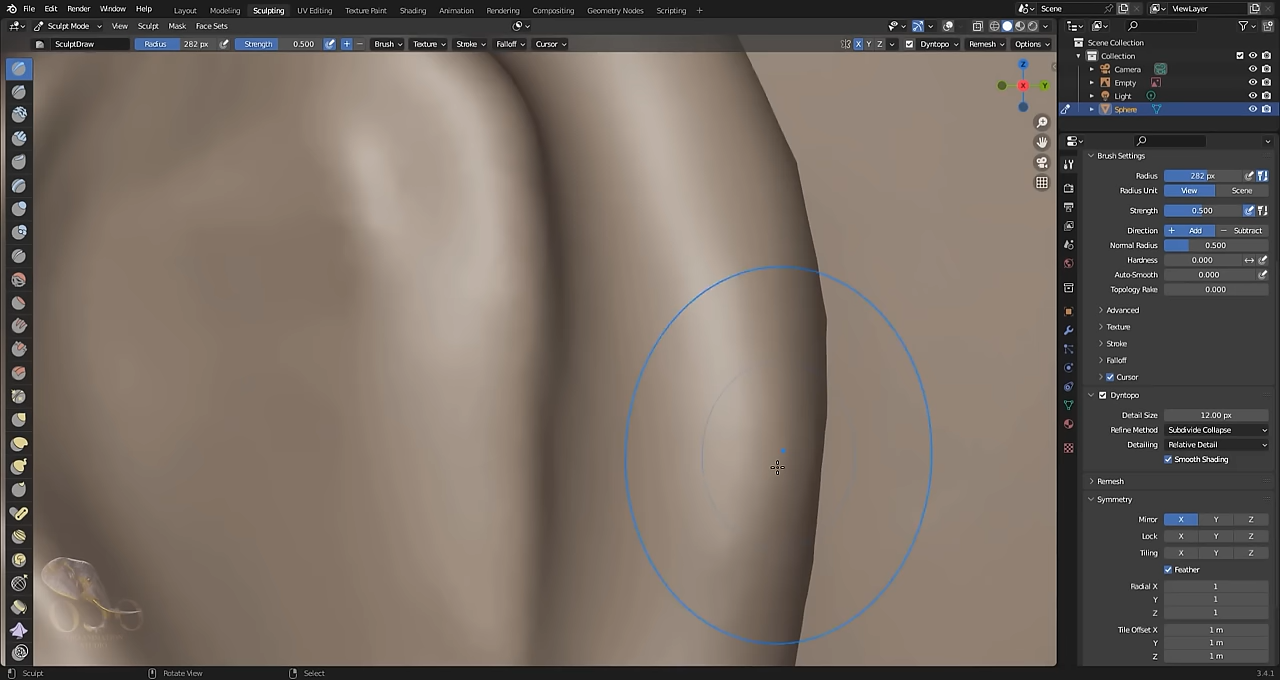 File Edit Render Window Help Layout Modeling Sculpting UV Editing Texture Paint Shading Animation Rendering Compositing Geometry Nodes Scripting + Scene ViewLayer
Sculpt Mode View Sculpt Mask Face Sets Options
SculptDraw Radius 282 px Strength 0.500 + − Brush Texture Stroke Falloff Cursor X Y Z Dyntopo Remesh Options
Z
X
Y
Scene Collection
Collection
Camera
Empty
Light
Sphere
Brush Settings
Radius 282 px
Radius Unit View Scene
Strength 0.500
Direction + Add − Subtract
Normal Radius 0.500
Hardness 0.000
Auto-Smooth 0.000
Topology Rake 0.000
Advanced
Texture
Stroke
Falloff
Cursor
Dyntopo
Detail Size 12.00 px
Refine Method Subdivide Collapse
Detailing Relative Detail
Smooth Shading
Remesh
Symmetry
Mirror X Y Z
Lock X Y Z
Tiling X Y Z
Feather
Radial X 1
Y 1
Z 1
Tile Offset X 1 m
Y 1 m
Z 1 m
Sculpt Rotate View Select 3.4.1